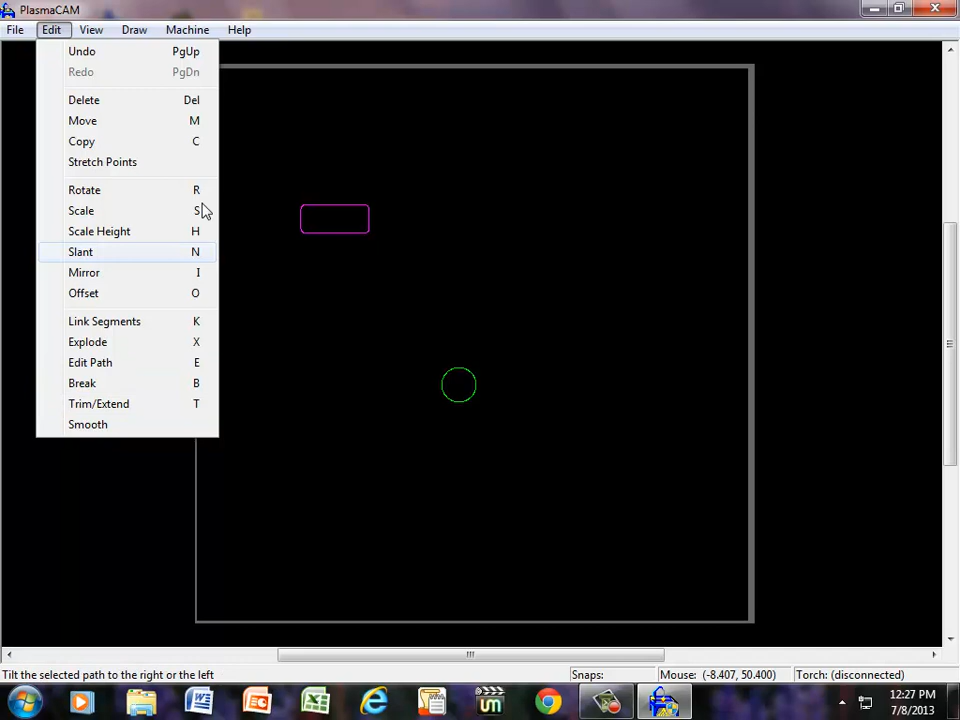 PlasmaCAM
File Edit View Draw Machine Help
Undo PgUp
Redo PgDn
Delete Del
Move M
Copy C
Stretch Points
Rotate R
Scale S
Scale Height H
Slant N
Mirror I
Offset O
Link Segments K
Explode X
Edit Path E
Break B
Trim/Extend T
Smooth
Tilt the selected path to the right or the left Snaps: Mouse: (-8.407, 50.400) Torch: (disconnected)
12:27 PM
7/8/2013